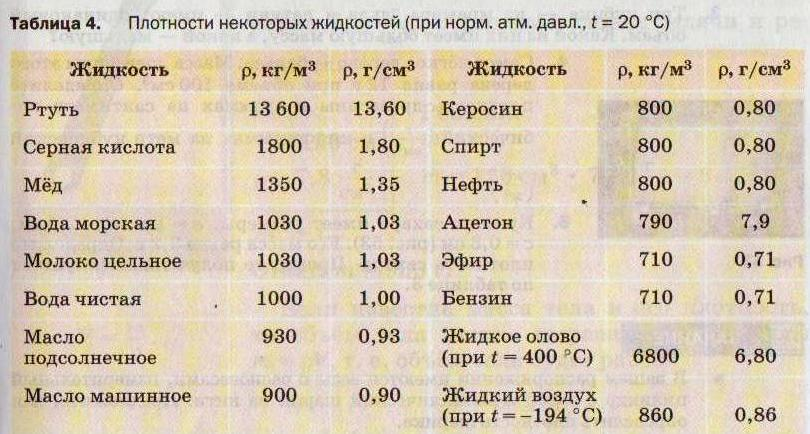 Таблица 4. Плотности некоторых жидкостей (при норм. атм. давл., t = 20 °С)
Жидкость ρ, кг/м³ ρ, г/см³ Жидкость ρ, кг/м³ ρ, г/см³
Ртуть 13 600 13,60 Керосин 800 0,80
Серная кислота 1800 1,80 Спирт 800 0,80
Мёд 1350 1,35 Нефть 800 0,80
Вода морская 1030 1,03 Ацетон 790 7,9
Молоко цельное 1030 1,03 Эфир 710 0,71
Вода чистая 1000 1,00 Бензин 710 0,71
Масло 930 0,93 Жидкое олово
подсолнечное (при t = 400 °С) 6800 6,80
Масло машинное 900 0,90 Жидкий воздух
(при t = –194 °С) 860 0,86